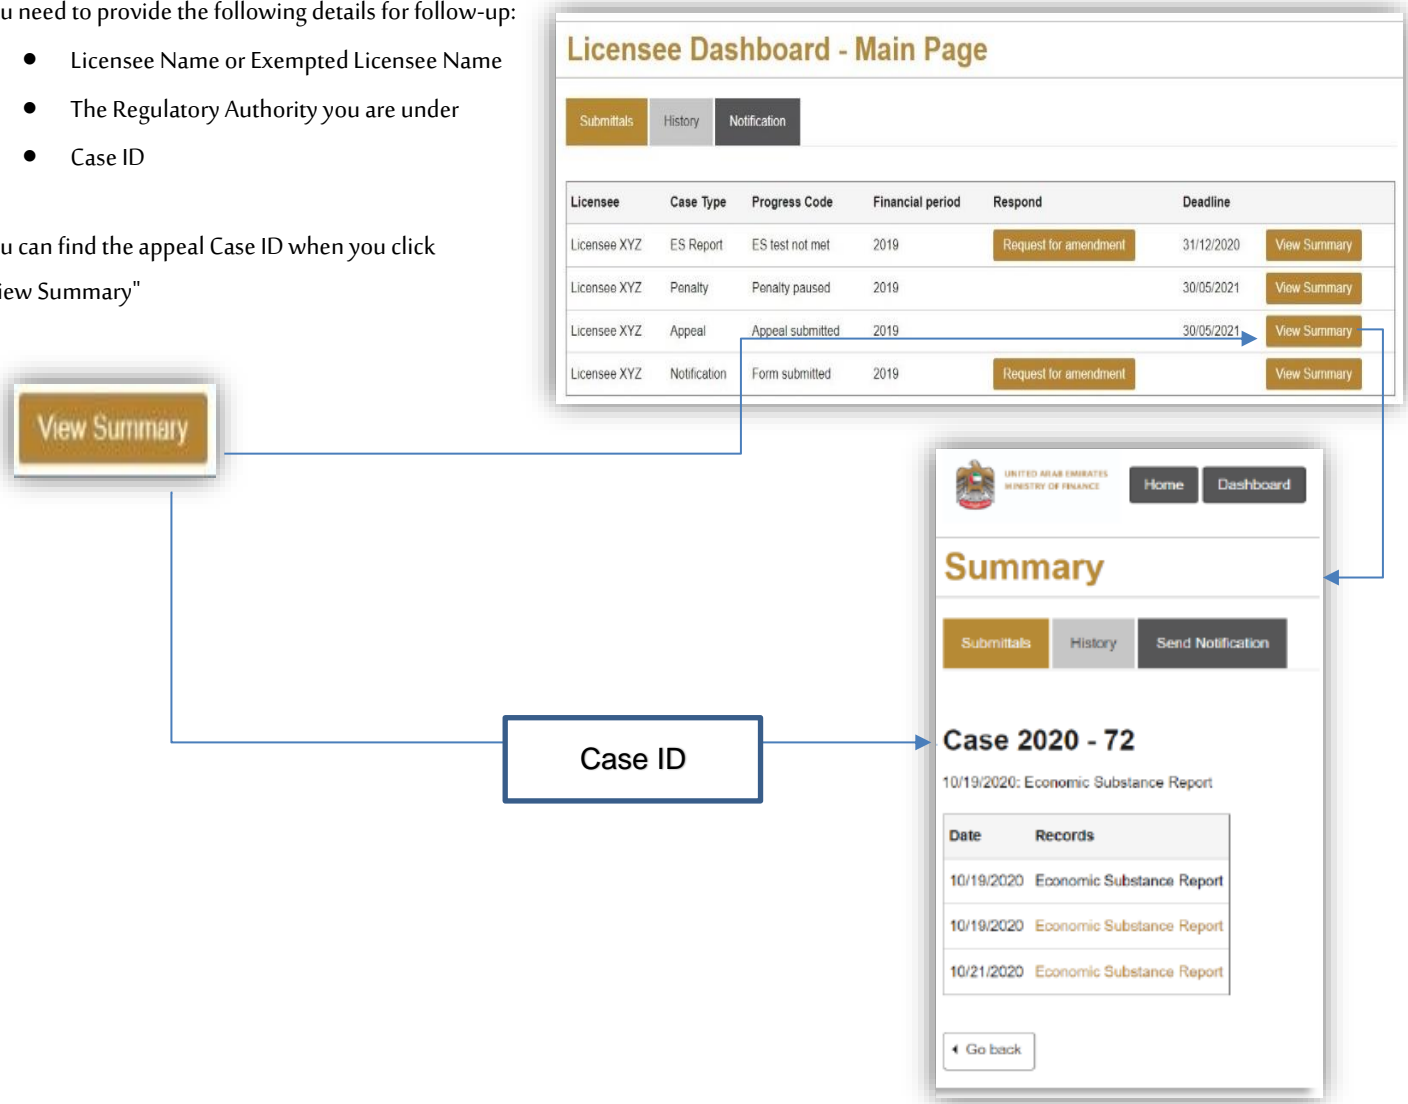 u need to provide the following details for follow-up:
● Licensee Name or Exempted Licensee Name
● The Regulatory Authority you are under
● Case ID
u can find the appeal Case ID when you click
iew Summary"
View Summary
Licensee Dashboard - Main Page
Submittals History Notification
Licensee Case Type Progress Code Financial period Respond Deadline
Licensee XYZ ES Report ES test not met 2019 Request for amendment 31/12/2020 View Summary
Licensee XYZ Penalty Penalty paused 2019 30/05/2021 View Summary
Licensee XYZ Appeal Appeal submitted 2019 30/05/2021 View Summary
Licensee XYZ Notification Form submitted 2019 Request for amendment View Summary
Case ID
UNITED ARAB EMIRATES
MINISTRY OF FINANCE
Home Dashboard
Summary
Submittals History Send Notification
Case 2020 - 72
10/19/2020: Economic Substance Report
Date Records
10/19/2020 Economic Substance Report
10/19/2020 Economic Substance Report
10/21/2020 Economic Substance Report
Go back